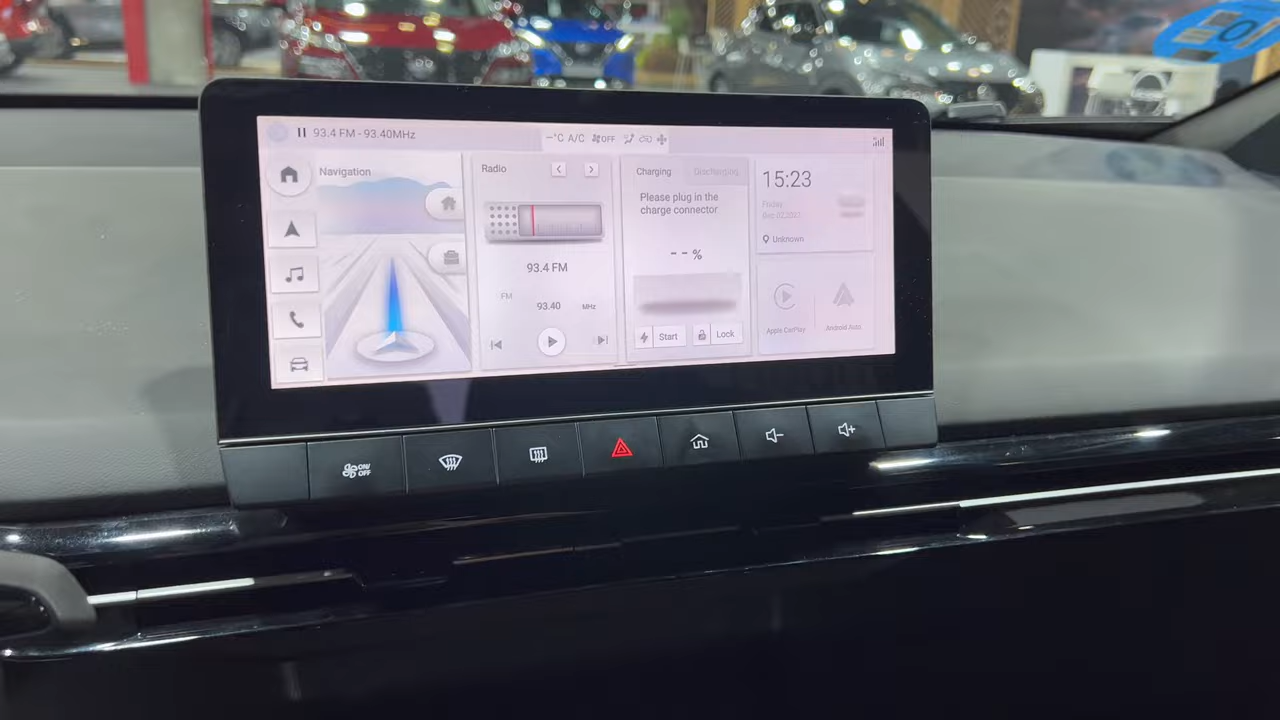 93.4 FM - 93.40MHz
--°C A/C OFF
Navigation
Radio
93.4 FM
FM 93.40 MHz
Charging Discharging
Please plug in the
charge connector
- - %
Start Lock
15:23
Friday
Unknown
Apple CarPlay Android Auto
ON/
OFF